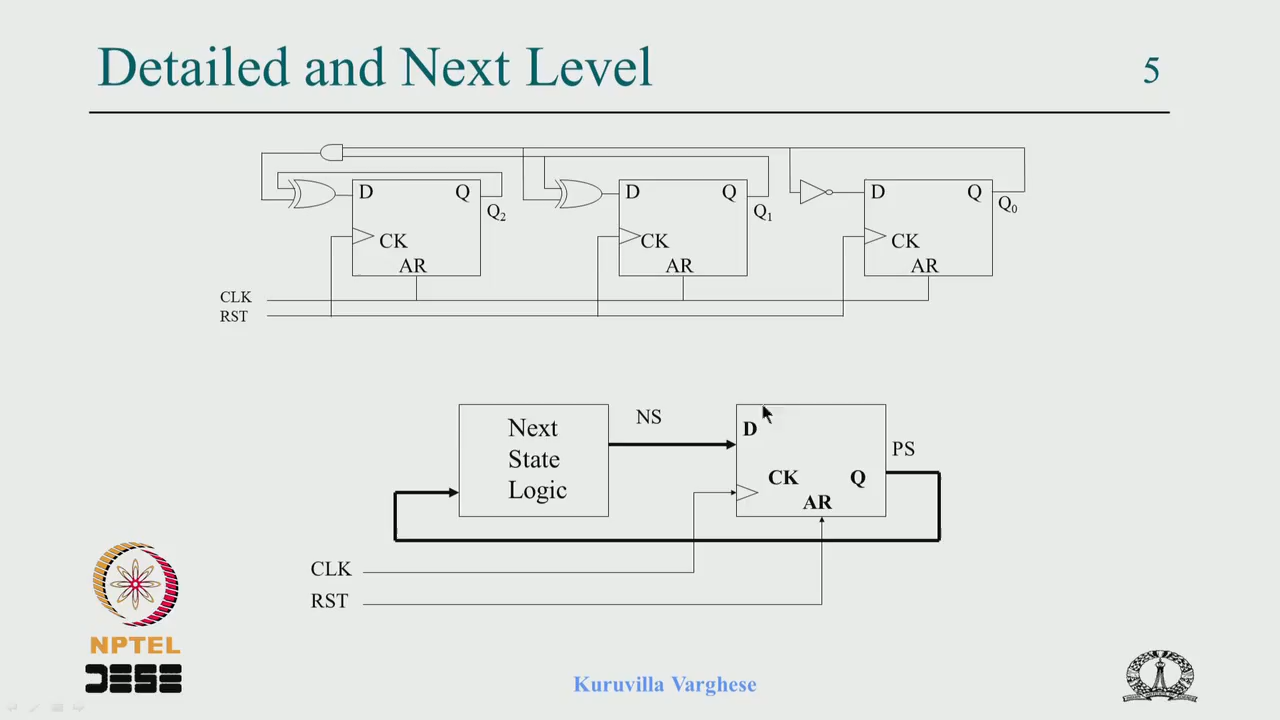 Detailed and Next Level
5
D Q D Q D Q
Q2 Q1 Q0
CK CK CK
AR AR AR
CLK
RST
Next
State
Logic
NS
D
PS
CK Q
AR
CLK
RST
NPTEL
DESE
Kuruvilla Varghese